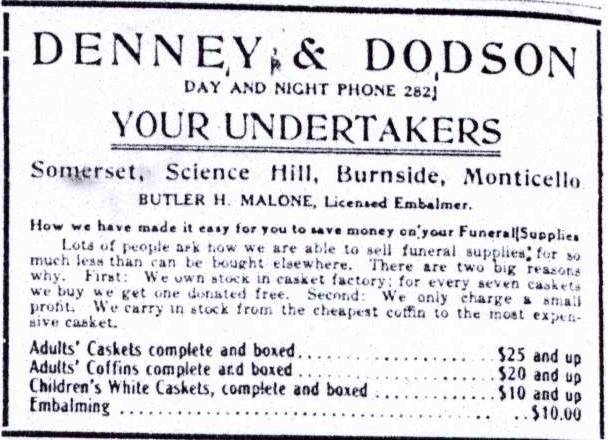 DENNEY & DODSON
DAY AND NIGHT PHONE 282
YOUR UNDERTAKERS
Somerset, Science Hill, Burnside, Monticello
BUTLER H. MALONE, Licensed Embalmer.
How we have made it easy for you to save money on your Funeral Supplies
Lots of people ask how we are able to sell funeral supplies for so
much less than can be bought elsewhere. There are two big reasons
why. First: We own stock in casket factory; for every seven caskets
we buy we get one donated free. Second: We only charge a small
profit. We carry in stock from the cheapest coffin to the most expen-
sive casket.
Adults' Caskets complete and boxed.................. $25 and up
Adults' Coffins complete and boxed.................. $20 and up
Children's White Caskets, complete and boxed............ $10 and up
Embalming.................................... $10.00